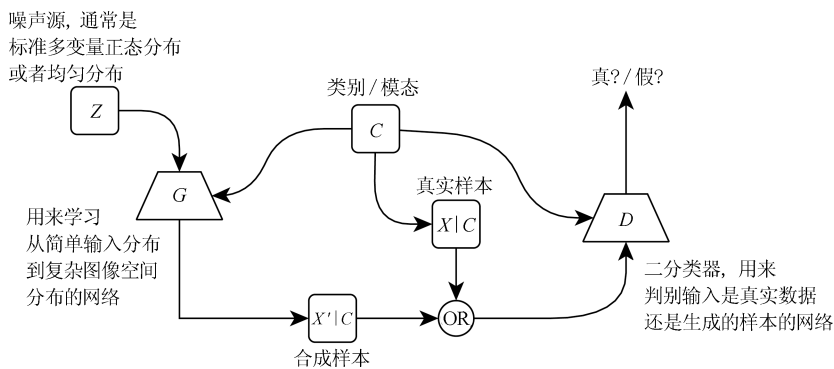 噪声源, 通常是
标准多变量正态分布
或者均匀分布
Z
类别/模态
C
真?/假?
G
真实样本
X|C
D
用来学习
从简单输入分布
到复杂图像空间
分布的网络
二分类器, 用来
判别输入是真实数据
还是生成的样本的网络
X′|C
OR
合成样本